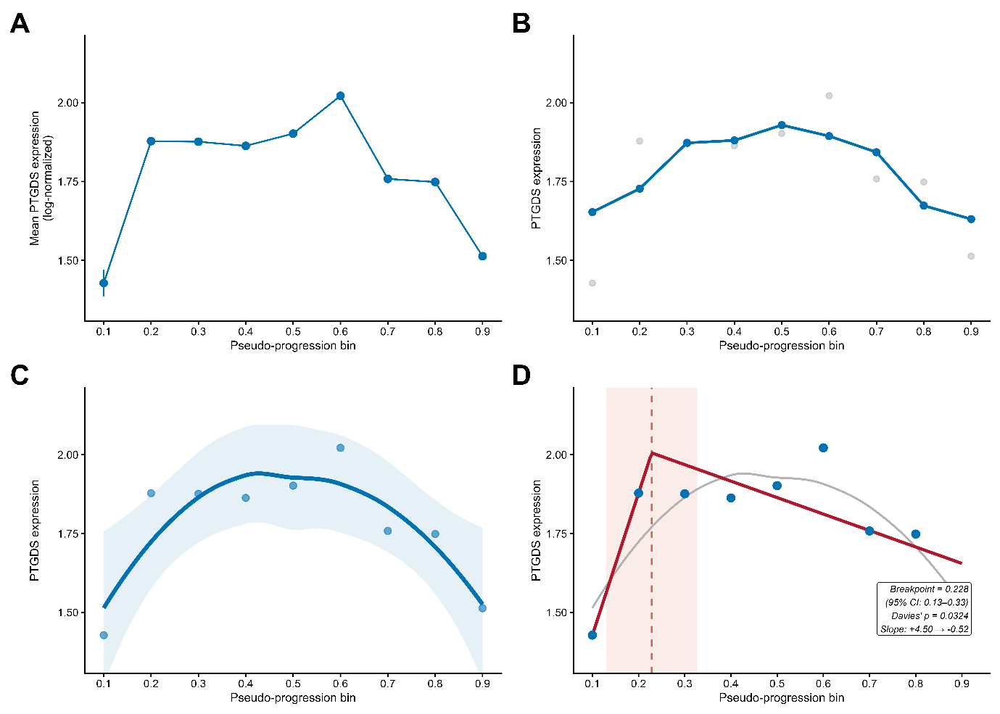 A
Mean PTGDS expression
(log-normalized)
2.00
1.75
1.50
0.1 0.2 0.3 0.4 0.5 0.6 0.7 0.8 0.9
Pseudo-progression bin
B
PTGDS expression
2.00
1.75
1.50
0.1 0.2 0.3 0.4 0.5 0.6 0.7 0.8 0.9
Pseudo-progression bin
C
PTGDS expression
2.00
1.75
1.50
0.1 0.2 0.3 0.4 0.5 0.6 0.7 0.8 0.9
Pseudo-progression bin
D
PTGDS expression
2.00
1.75
1.50
Breakpoint = 0.228
(95% CI: 0.13–0.33)
Davies' p = 0.0324
Slope: +4.50 → -0.52
0.1 0.2 0.3 0.4 0.5 0.6 0.7 0.8 0.9
Pseudo-progression bin